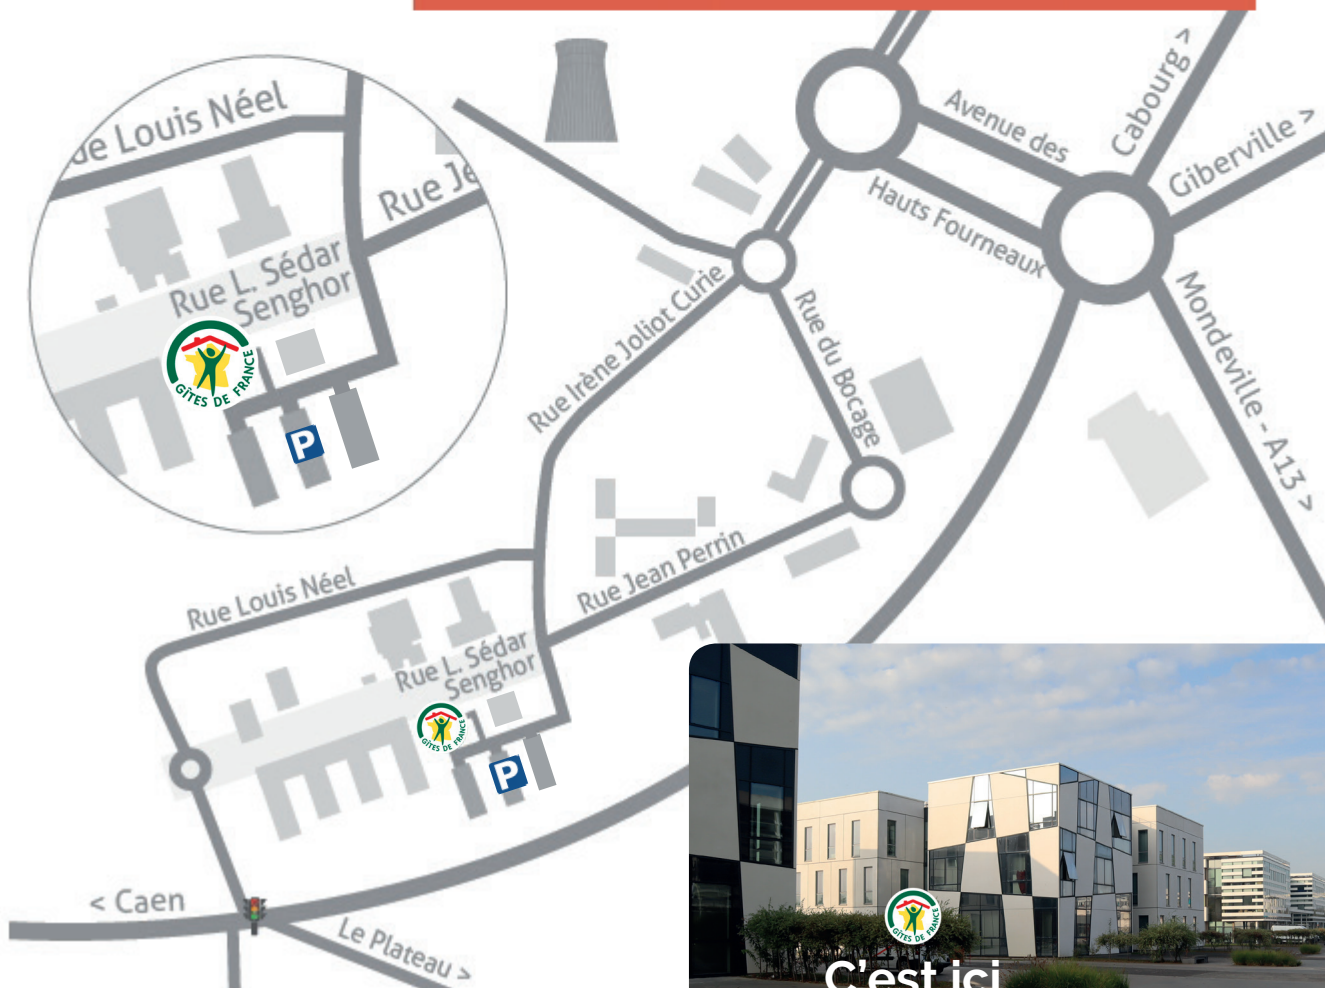 ue Louis Néel
Rue Je
Rue L. Sédar
Senghor
GÎTES DE FRANCE
P
Avenue des
Hauts Fourneaux
Cabourg >
Giberville >
Mondeville - A13 >
Rue Irène Joliot Curie
Rue du Bocage
Rue Jean Perrin
Rue Louis Néel
Rue L. Sédar
Senghor
GÎTES DE FRANCE
P
< Caen
Le Plateau >
GÎTES DE FRANCE
C'est ici